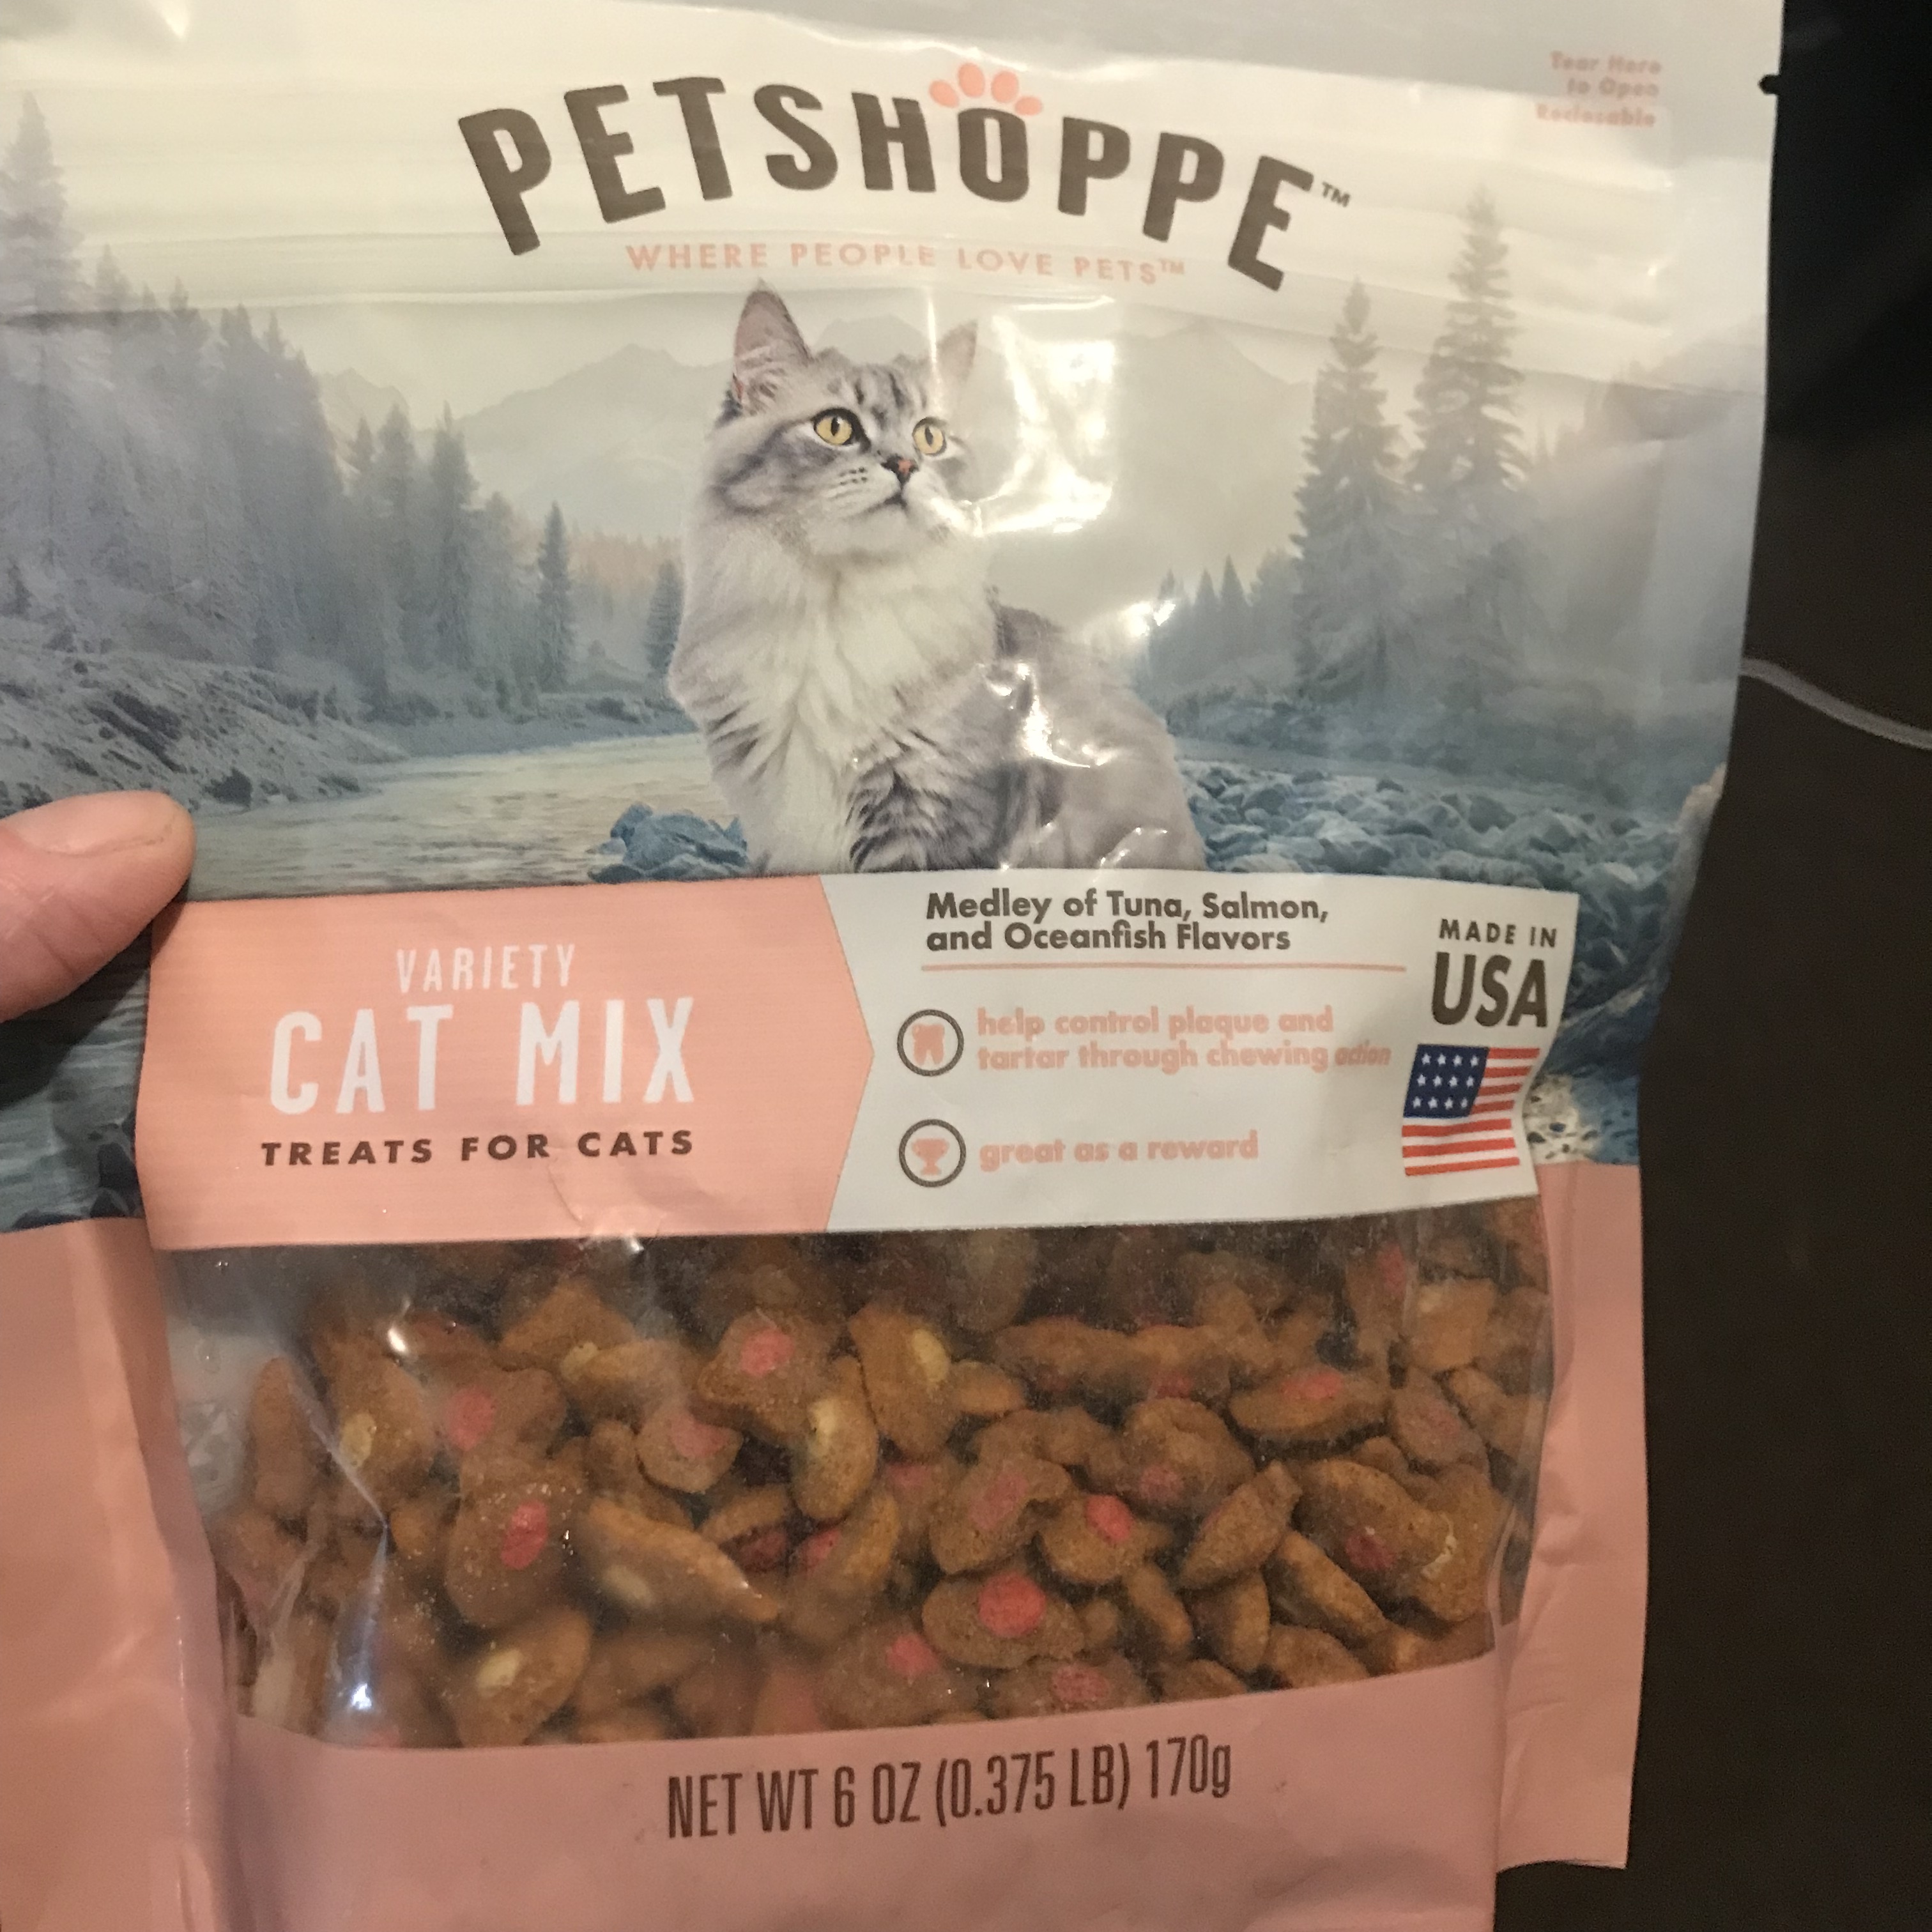 Tear Here
to Open
Reclosable
PETSHOPPE™
WHERE PEOPLE LOVE PETS™
VARIETY
CAT MIX
TREATS FOR CATS
Medley of Tuna, Salmon,
and Oceanfish Flavors
help control plaque and
tartar through chewing action
great as a reward
MADE IN
USA
NET WT 6 OZ (0.375 LB) 170g